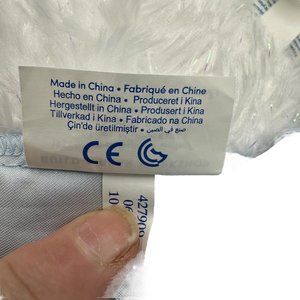 Made in China • Fabriqué en Chine
Hecho en China • Produceret i Kina
Hergestellt in China • Produsert i Kina
Tillverkad i Kina • Fabricado na China
Çin'de üretilmiştir • صنع في الصين
CE
427909